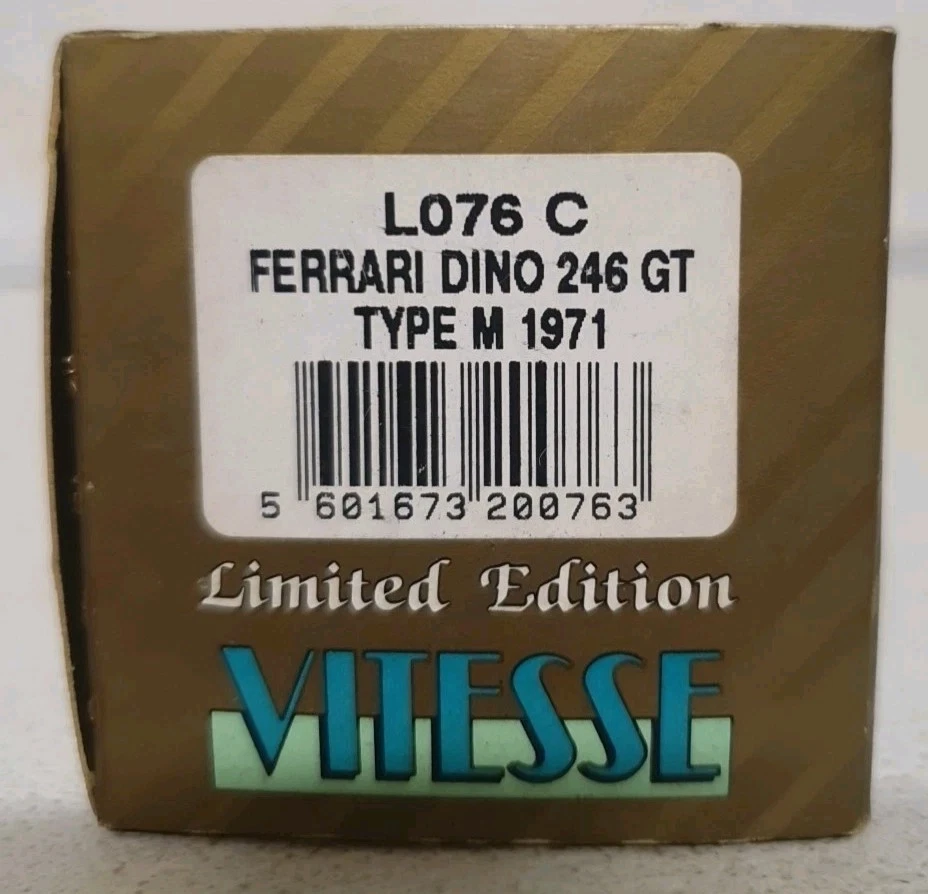 L076 C
FERRARI DINO 246 GT
TYPE M 1971
5 601673 200763
Limited Edition
VITESSE